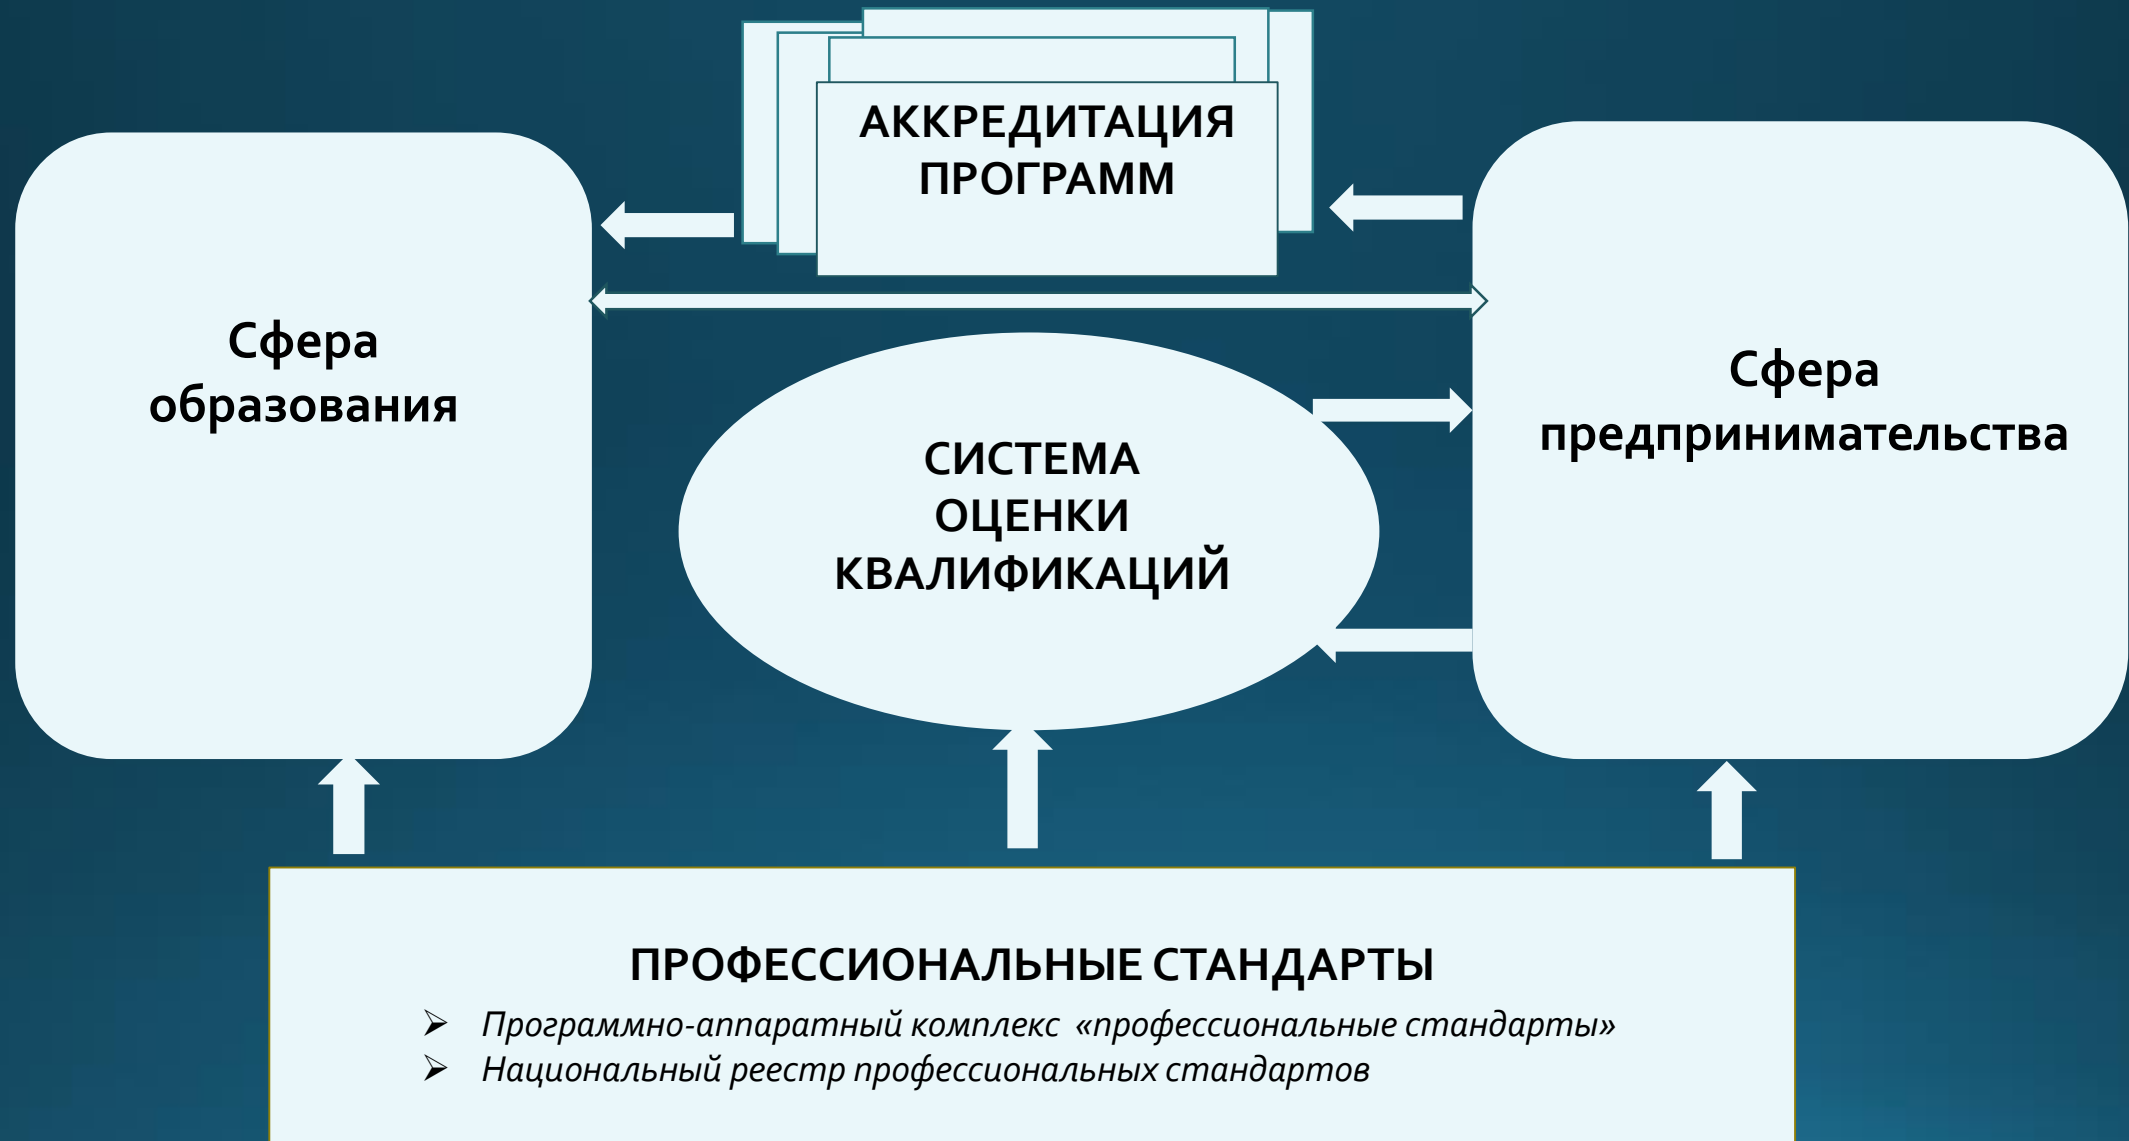 АККРЕДИТАЦИЯ
ПРОГРАММ
Сфера
образования
Сфера
предпринимательства
СИСТЕМА
ОЦЕНКИ
КВАЛИФИКАЦИЙ
ПРОФЕССИОНАЛЬНЫЕ СТАНДАРТЫ
➢ Программно-аппаратный комплекс «профессиональные стандарты»
➢ Национальный реестр профессиональных стандартов